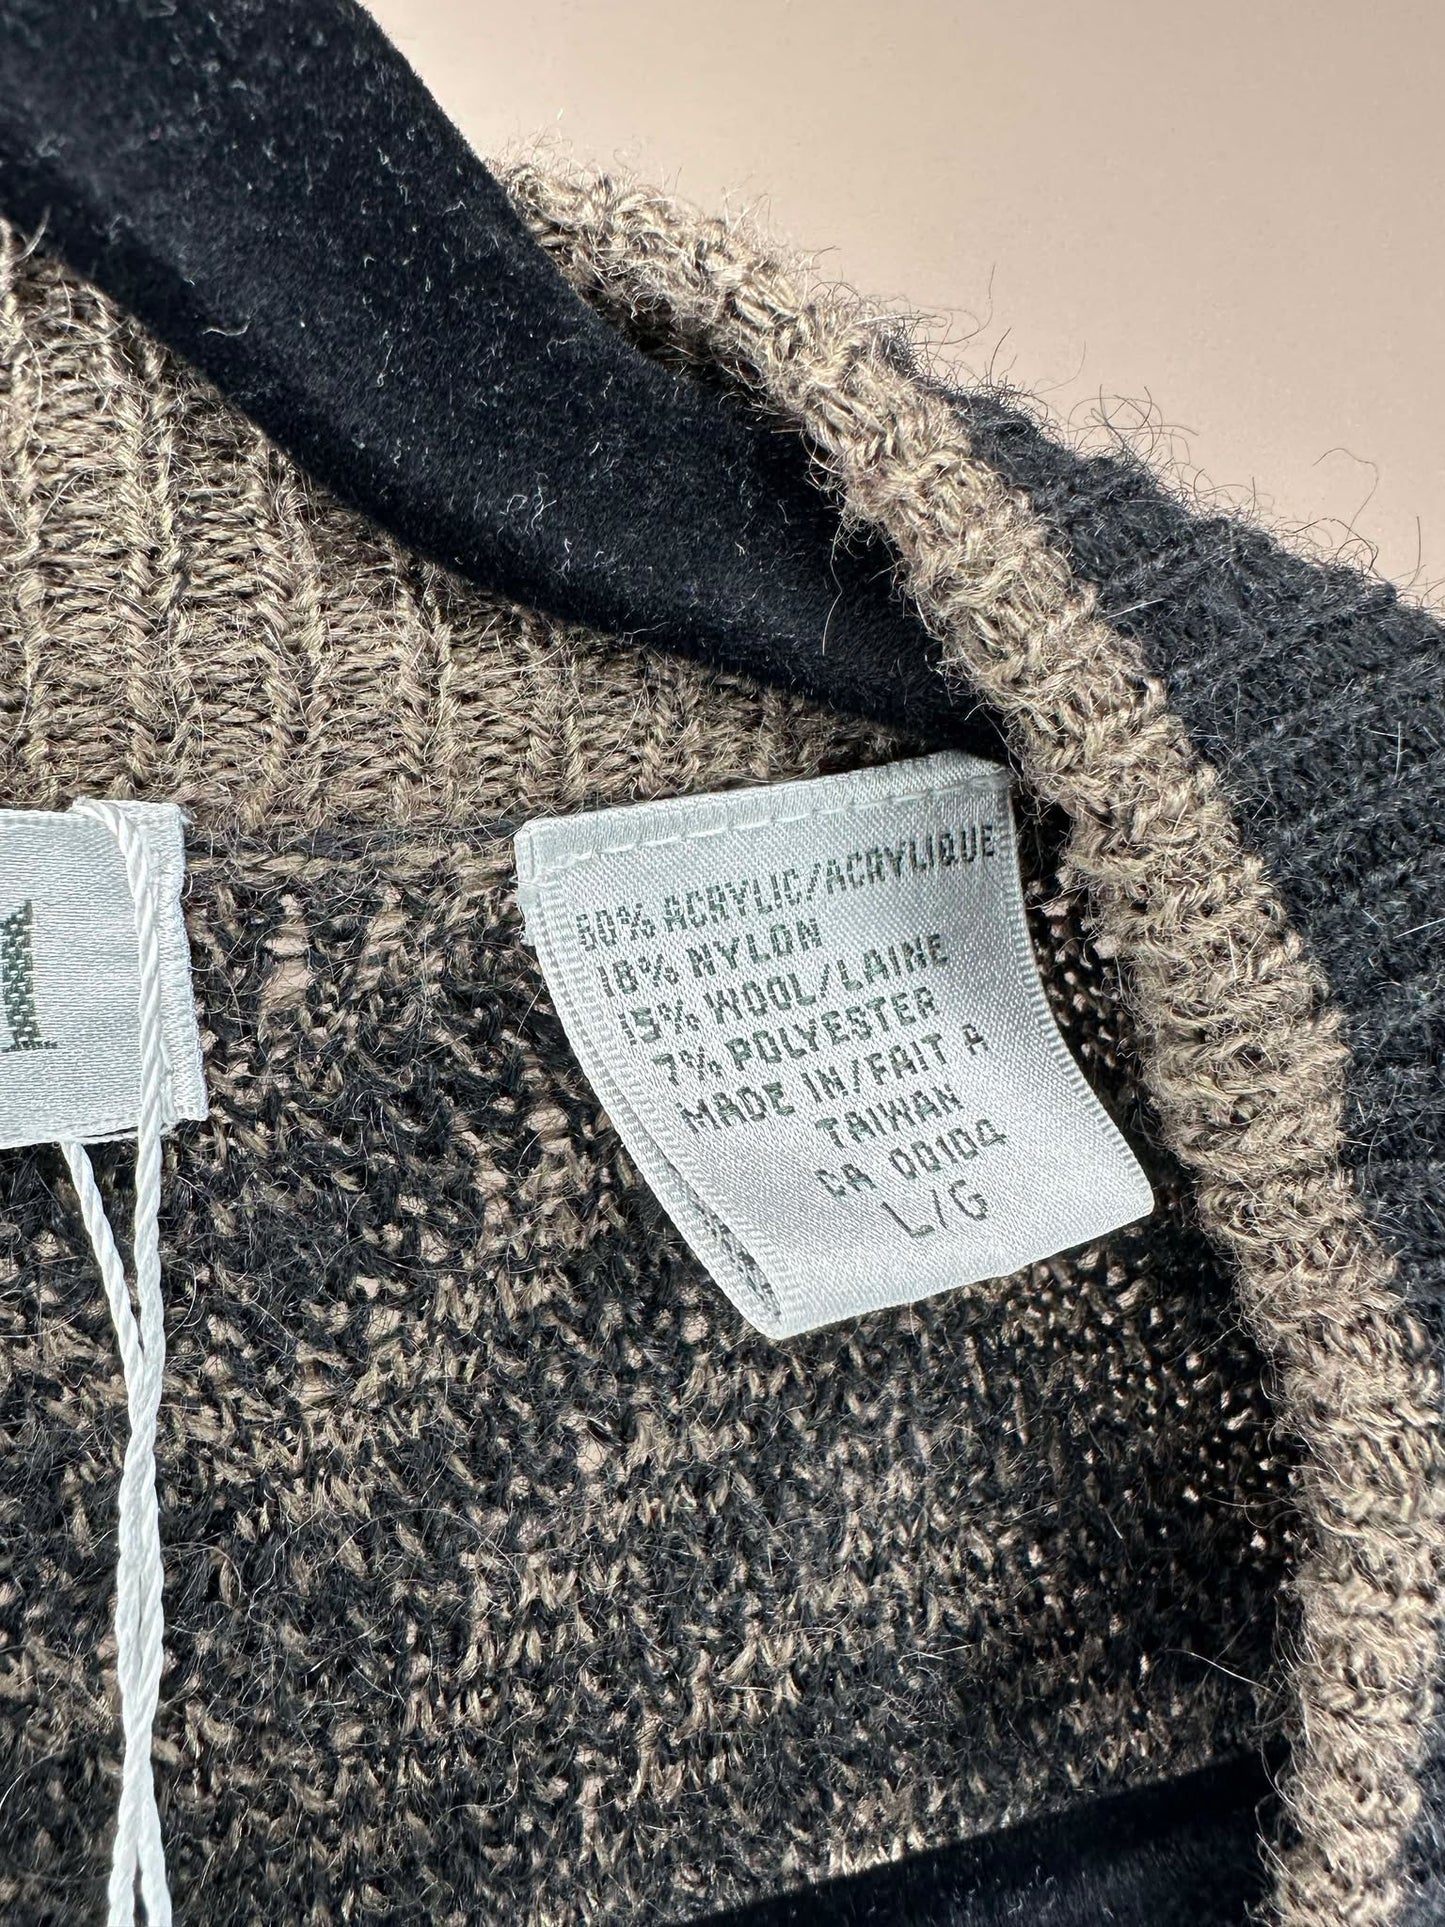 60% ACRYLIC/ACRYLIQUE
18% NYLON
15% WOOL/LAINE
7% POLYESTER
MADE IN/FAIT A
TAIWAN
CA 00104
L/G